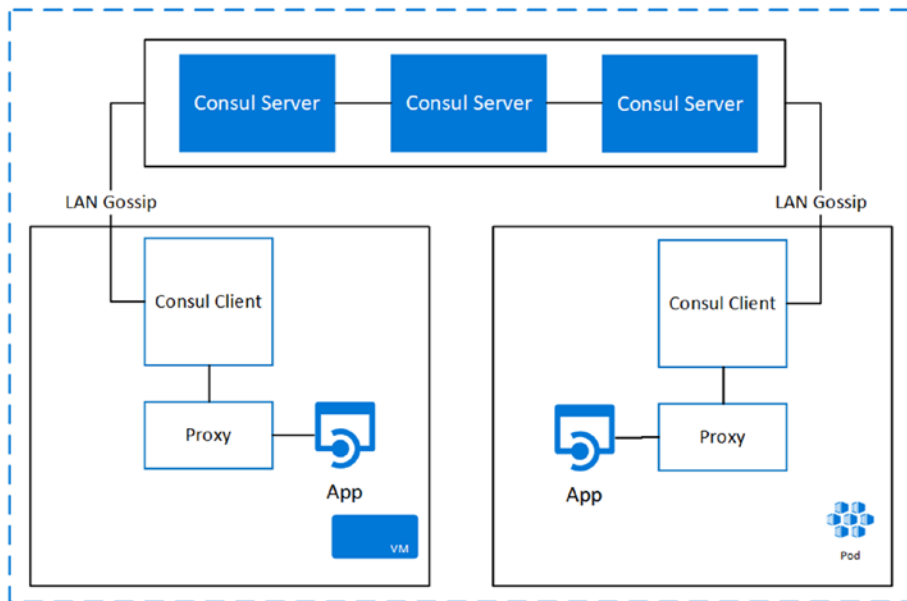 Consul Server
Consul Server
Consul Server
LAN Gossip
LAN Gossip
Consul Client
Consul Client
Proxy
Proxy
App
App
VM
Pod